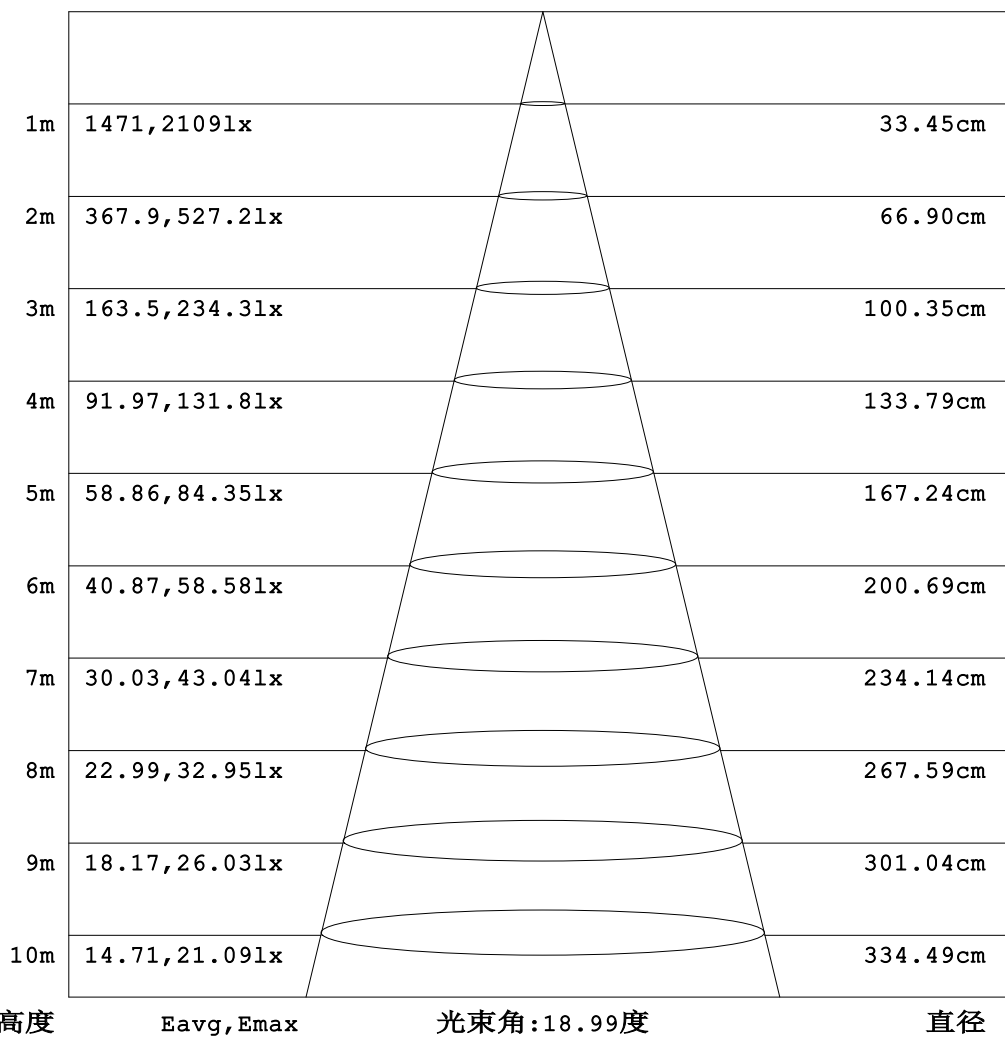 1m 1471,2109lx 33.45cm
2m 367.9,527.2lx 66.90cm
3m 163.5,234.3lx 100.35cm
4m 91.97,131.8lx 133.79cm
5m 58.86,84.35lx 167.24cm
6m 40.87,58.58lx 200.69cm
7m 30.03,43.04lx 234.14cm
8m 22.99,32.95lx 267.59cm
9m 18.17,26.03lx 301.04cm
10m 14.71,21.09lx 334.49cm
高度 Eavg,Emax 光束角:18.99度 直径